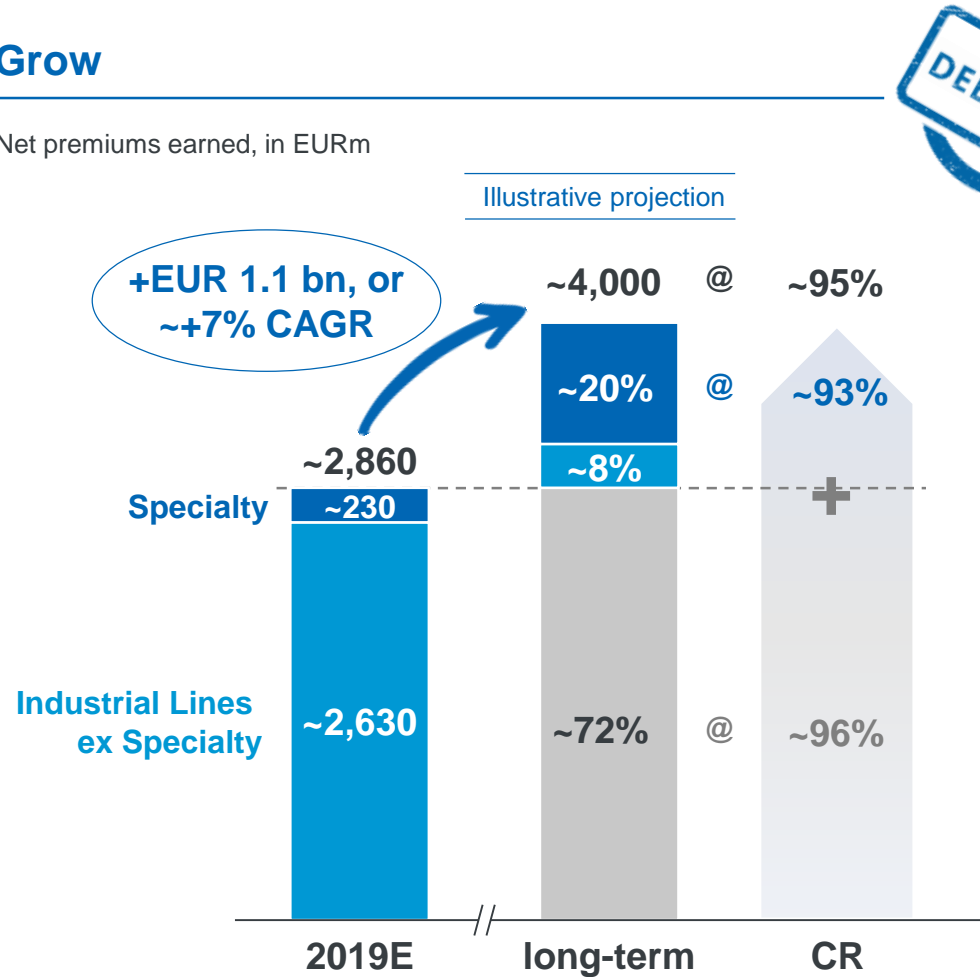 Grow
Net premiums earned, in EURm
Illustrative projection
+EUR 1.1 bn, or
~+7% CAGR
~4,000 @ ~95%
~20% @ ~93%
~2,860
~8%
Specialty ~230
+
Industrial Lines
ex Specialty
~2,630
~72% @ ~96%
2019E // long-term CR